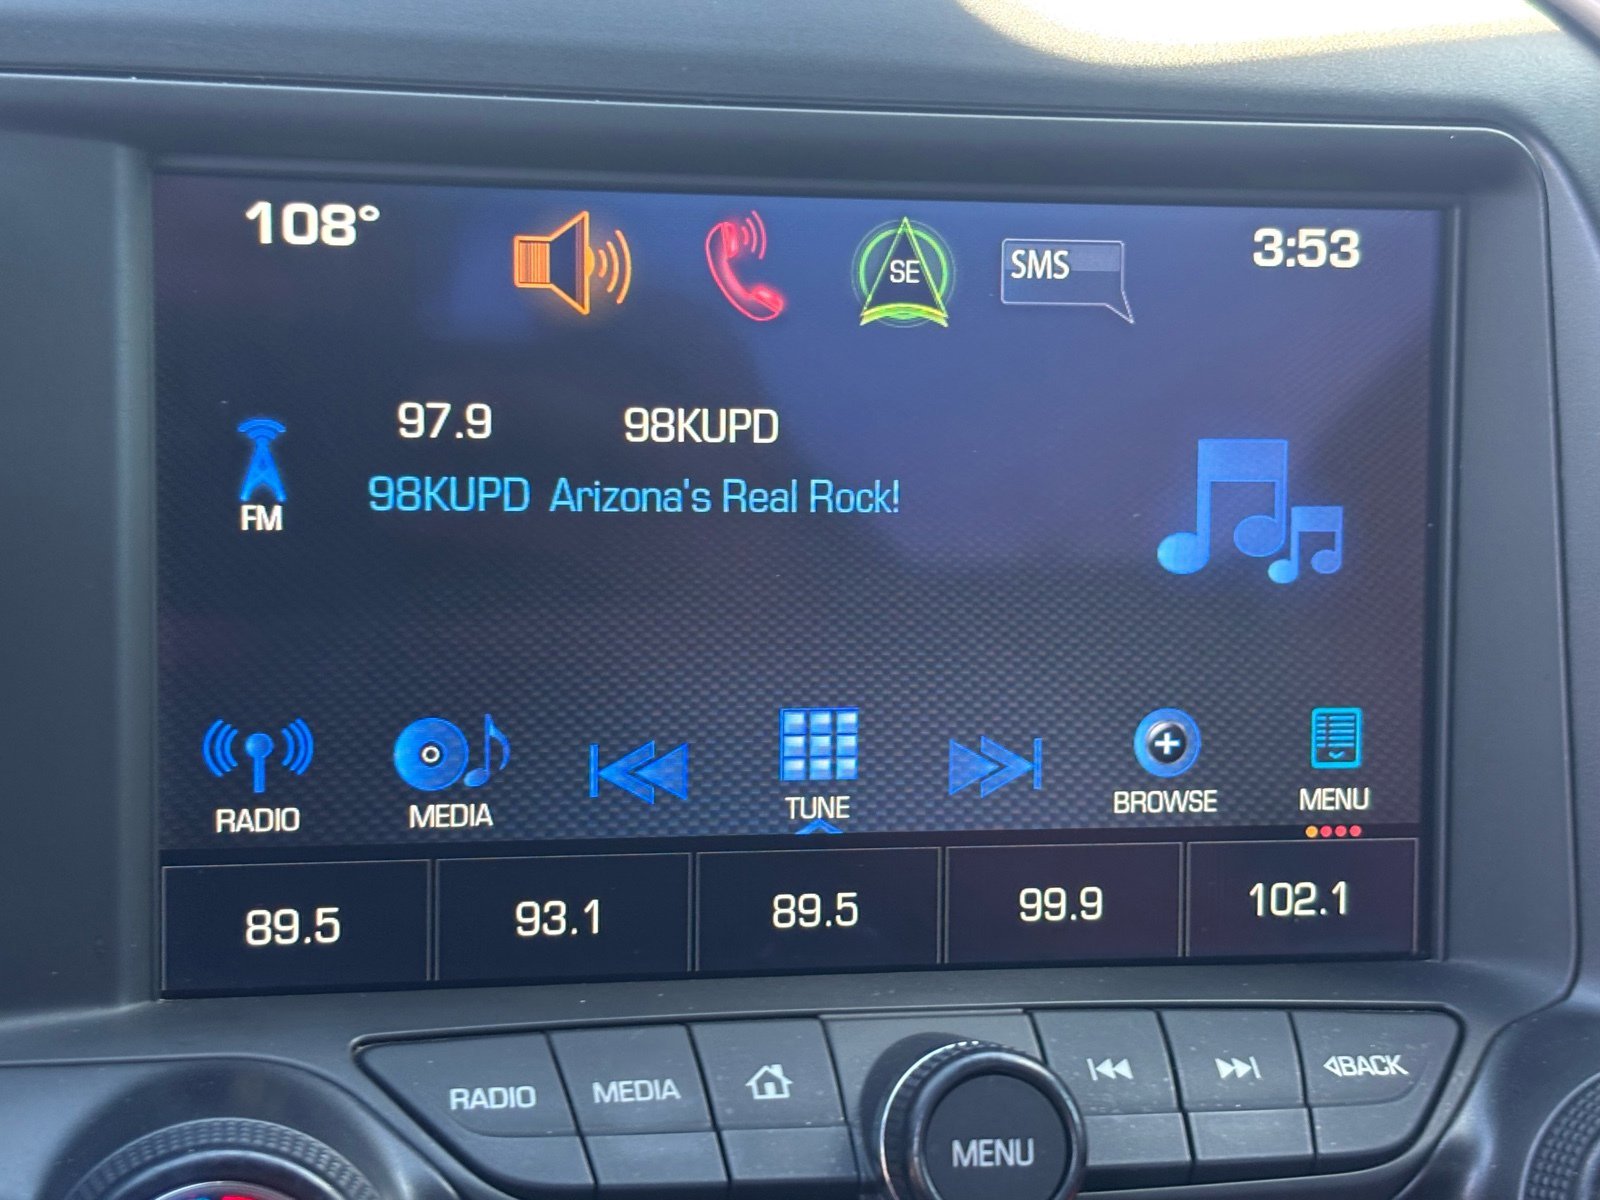 108°
SE
SMS
3:53
97.9 98KUPD
FM
98KUPD Arizona's Real Rock!
RADIO MEDIA TUNE BROWSE MENU
89.5 93.1 89.5 99.9 102.1
RADIO MEDIA BACK
MENU